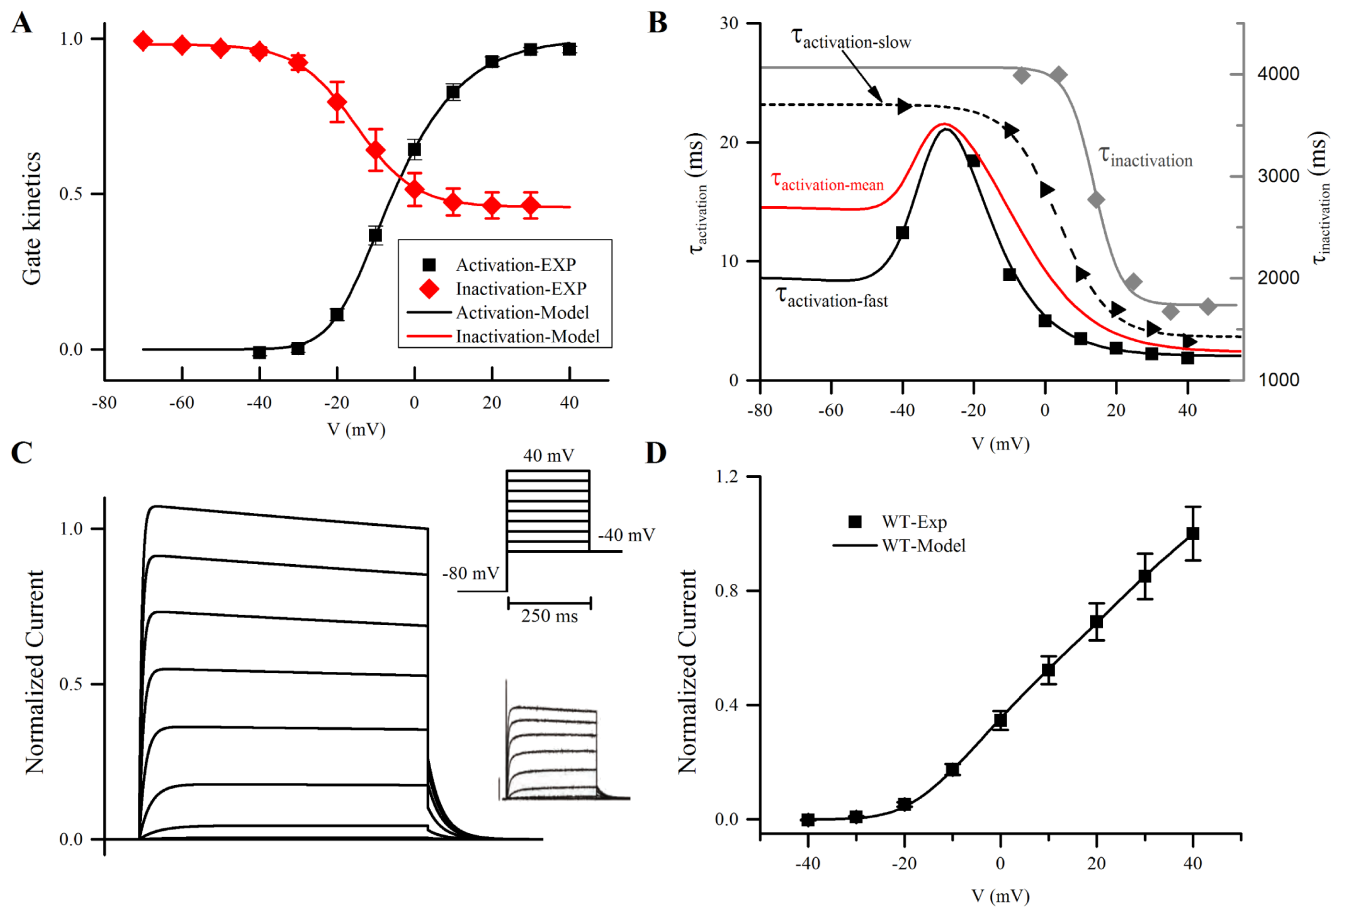 A
1.0
0.5
0.0
Gate kinetics
-80 -60 -40 -20 0 20 40
V (mV)
Activation-EXP
Inactivation-EXP
Activation-Model
Inactivation-Model
B
30
20
10
0
τactivation (ms)
τactivation-slow
τactivation-mean
τactivation-fast
τinactivation
4000
3000
2000
1000
τinactivation (ms)
-80 -60 -40 -20 0 20 40
V (mV)
C
1.0
0.5
0.0
Normalized Current
40 mV
-40 mV
-80 mV
250 ms
D
1.2
0.8
0.4
0.0
Normalized Current
WT-Exp
WT-Model
-40 -20 0 20 40
V (mV)